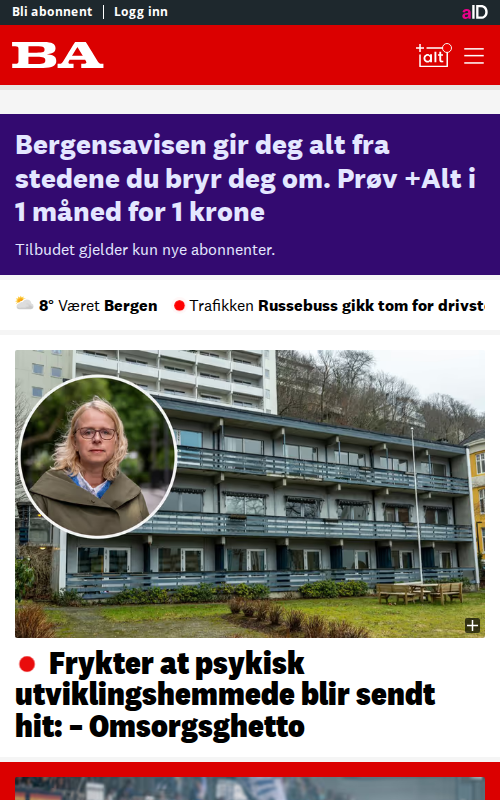 Bli abonnent | Logg inn
aID
BA
+alt
Bergensavisen gir deg alt fra
stedene du bryr deg om. Prøv +Alt i
1 måned for 1 krone
Tilbudet gjelder kun nye abonnenter.
8° Været Bergen Trafikken Russebuss gikk tom for drivst
Frykter at psykisk
utviklingshemmede blir sendt
hit: – Omsorgsghetto